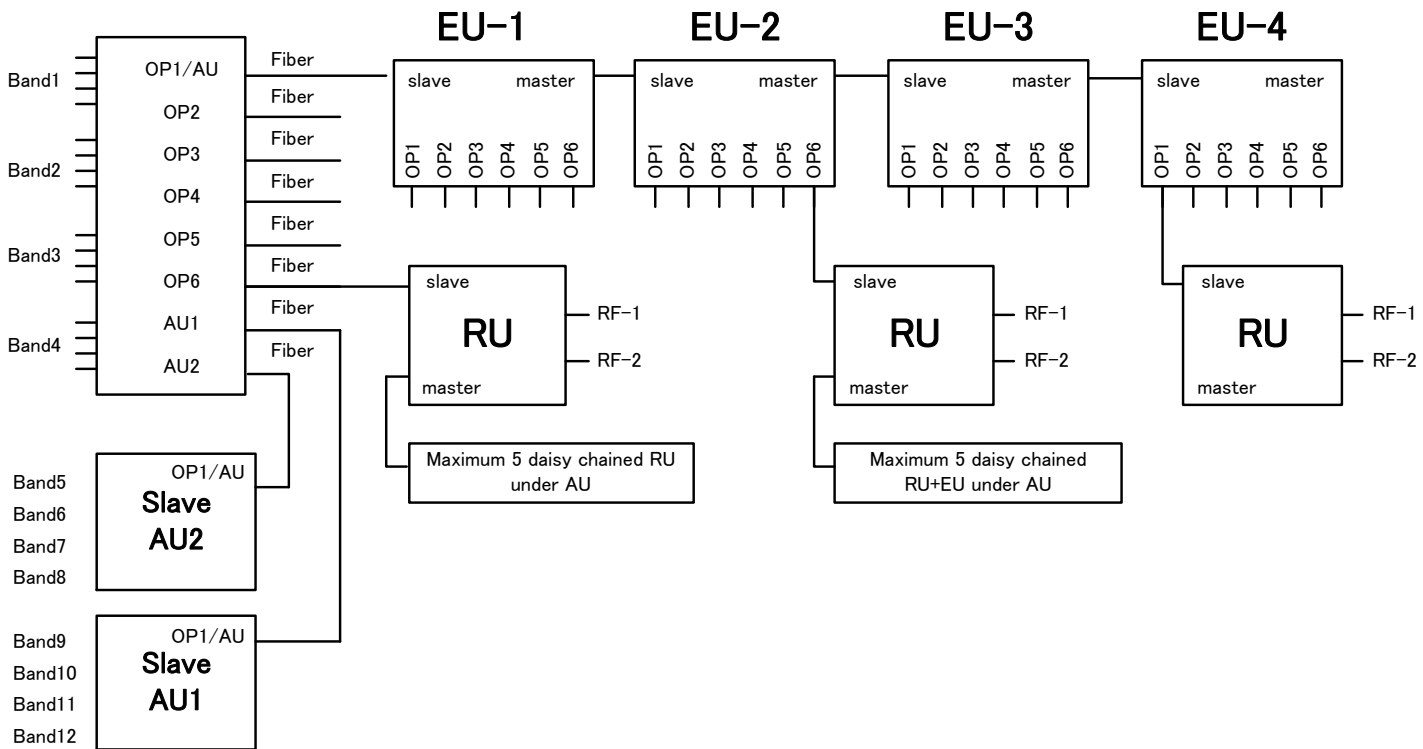 EU-1
EU-2
EU-3
EU-4
Band1
Band2
Band3
Band4
OP1/AU
OP2
OP3
OP4
OP5
OP6
AU1
AU2
Fiber
Fiber
Fiber
Fiber
Fiber
Fiber
Fiber
Fiber
slave
master
OP1
OP2
OP3
OP4
OP5
OP6
slave
master
OP1
OP2
OP3
OP4
OP5
OP6
slave
master
OP1
OP2
OP3
OP4
OP5
OP6
slave
master
OP1
OP2
OP3
OP4
OP5
OP6
slave
RU
master
RF-1
RF-2
slave
RU
master
RF-1
RF-2
slave
RU
master
RF-1
RF-2
Maximum 5 daisy chained RU
under AU
Maximum 5 daisy chained
RU+EU under AU
Band5
Band6
Band7
Band8
OP1/AU
Slave
AU2
Band9
Band10
Band11
Band12
OP1/AU
Slave
AU1